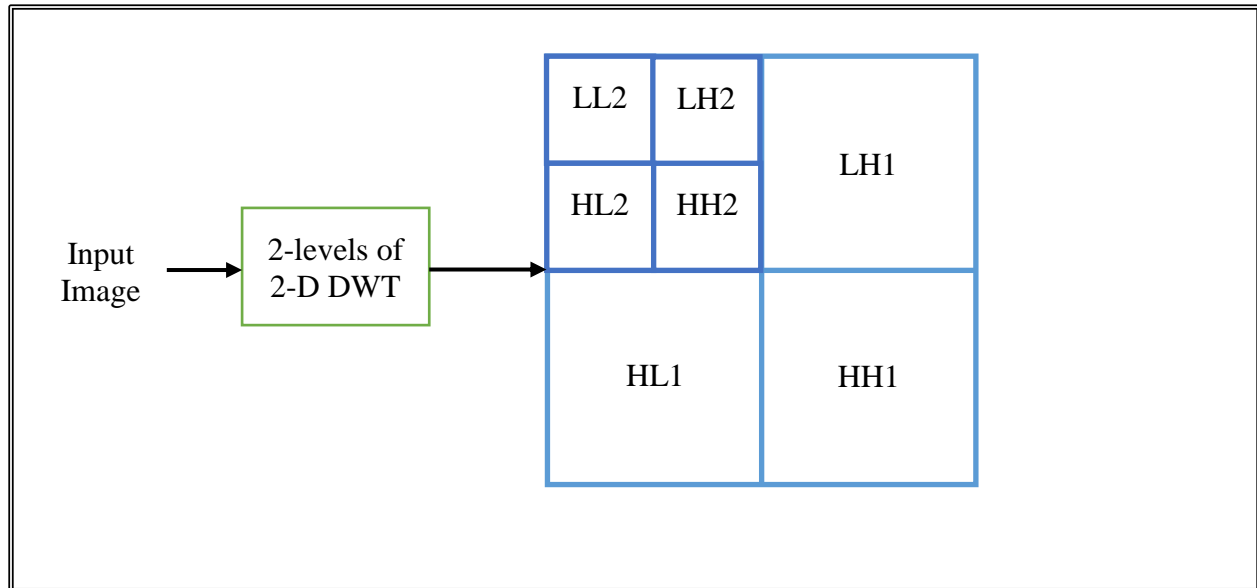 Input
Image
2-levels of
2-D DWT
LL2
LH2
HL2
HH2
LH1
HL1
HH1